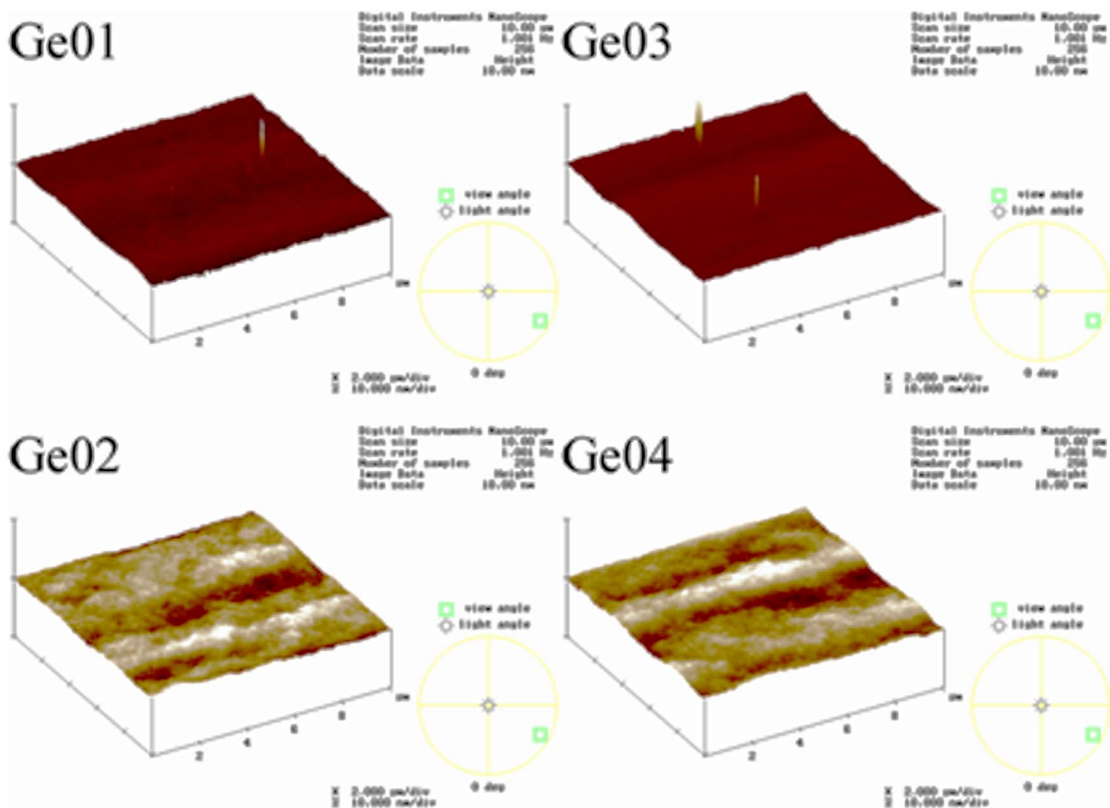 Ge01
Digital Instruments NanoScope
Scan size 10.00 µm
Scan rate 1.001 Hz
Number of samples 256
Image Data Height
Data scale 10.00 nm
view angle
light angle
µm
8
6
4
2
X 2.000 µm/div
Z 10.000 nm/div
0 deg
Ge03
Digital Instruments NanoScope
Scan size 10.00 µm
Scan rate 1.001 Hz
Number of samples 256
Image Data Height
Data scale 10.00 nm
view angle
light angle
µm
8
6
4
2
X 2.000 µm/div
Z 10.000 nm/div
0 deg
Ge02
Digital Instruments NanoScope
Scan size 10.00 µm
Scan rate 1.001 Hz
Number of samples 256
Image Data Height
Data scale 10.00 nm
view angle
light angle
µm
8
6
4
2
X 2.000 µm/div
Z 10.000 nm/div
0 deg
Ge04
Digital Instruments NanoScope
Scan size 10.00 µm
Scan rate 1.001 Hz
Number of samples 256
Image Data Height
Data scale 10.00 nm
view angle
light angle
µm
8
6
4
2
X 2.000 µm/div
Z 10.000 nm/div
0 deg